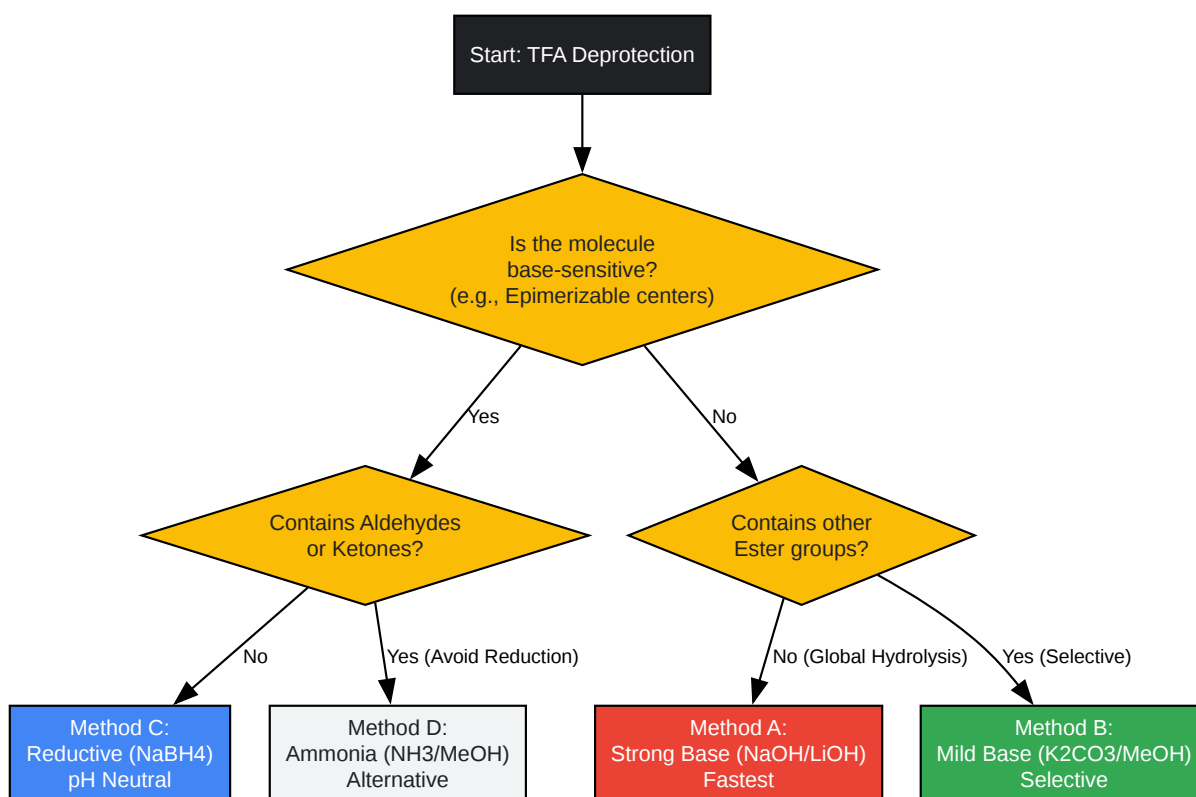 Start: TFA Deprotection
Is the molecule
base-sensitive?
(e.g., Epimerizable centers)
Yes
No
Contains Aldehydes
or Ketones?
Contains other
Ester groups?
No
Yes (Avoid Reduction)
No (Global Hydrolysis)
Yes (Selective)
Method C:
Reductive (NaBH4)
pH Neutral
Method D:
Ammonia (NH3/MeOH)
Alternative
Method A:
Strong Base (NaOH/LiOH)
Fastest
Method B:
Mild Base (K2CO3/MeOH)
Selective